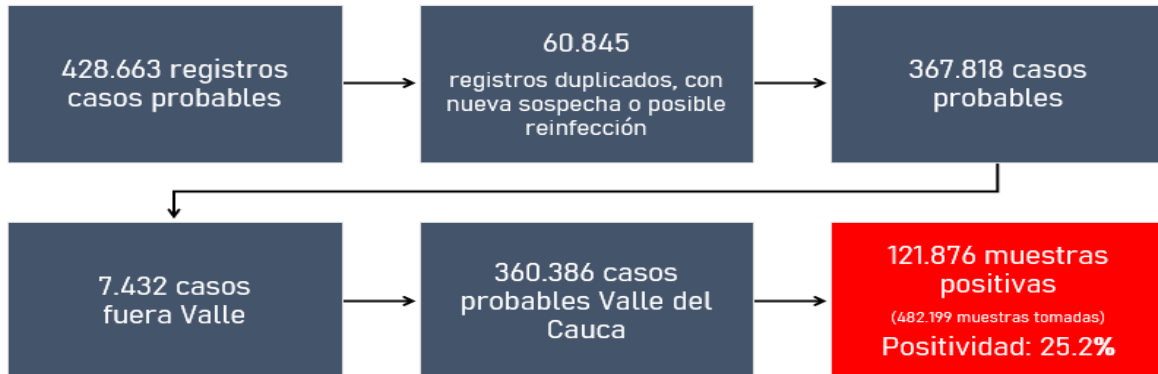 428.663 registros
casos probables
60.845
registros duplicados, con
nueva sospecha o posible
reinfección
367.818 casos
probables
7.432 casos
fuera Valle
360.386 casos
probables Valle del
Cauca
121.876 muestras
positivas
(482.199 muestras tomadas)
Positividad: 25.2%